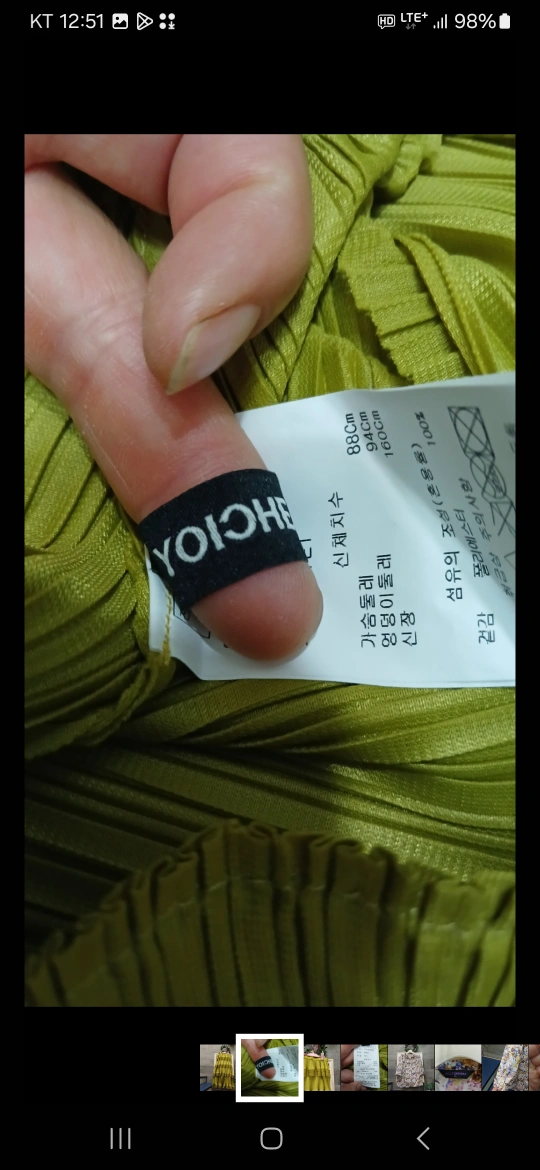 KT 12:51
HD LTE+ 98%
YOICHE
신체치수
가슴둘레 88Cm
엉덩이둘레 94Cm
신장 160Cm
섬유의 조성(혼용율)
겉감 폴리에스터 100%